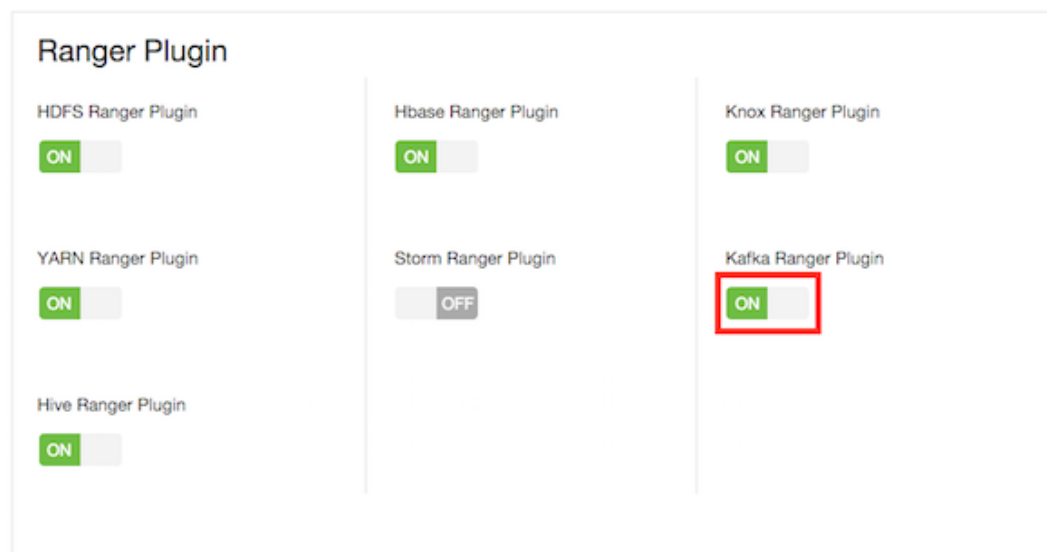 Ranger Plugin
HDFS Ranger Plugin
Hbase Ranger Plugin
Knox Ranger Plugin
ON
ON
ON
YARN Ranger Plugin
Storm Ranger Plugin
Kafka Ranger Plugin
ON
OFF
ON
Hive Ranger Plugin
ON